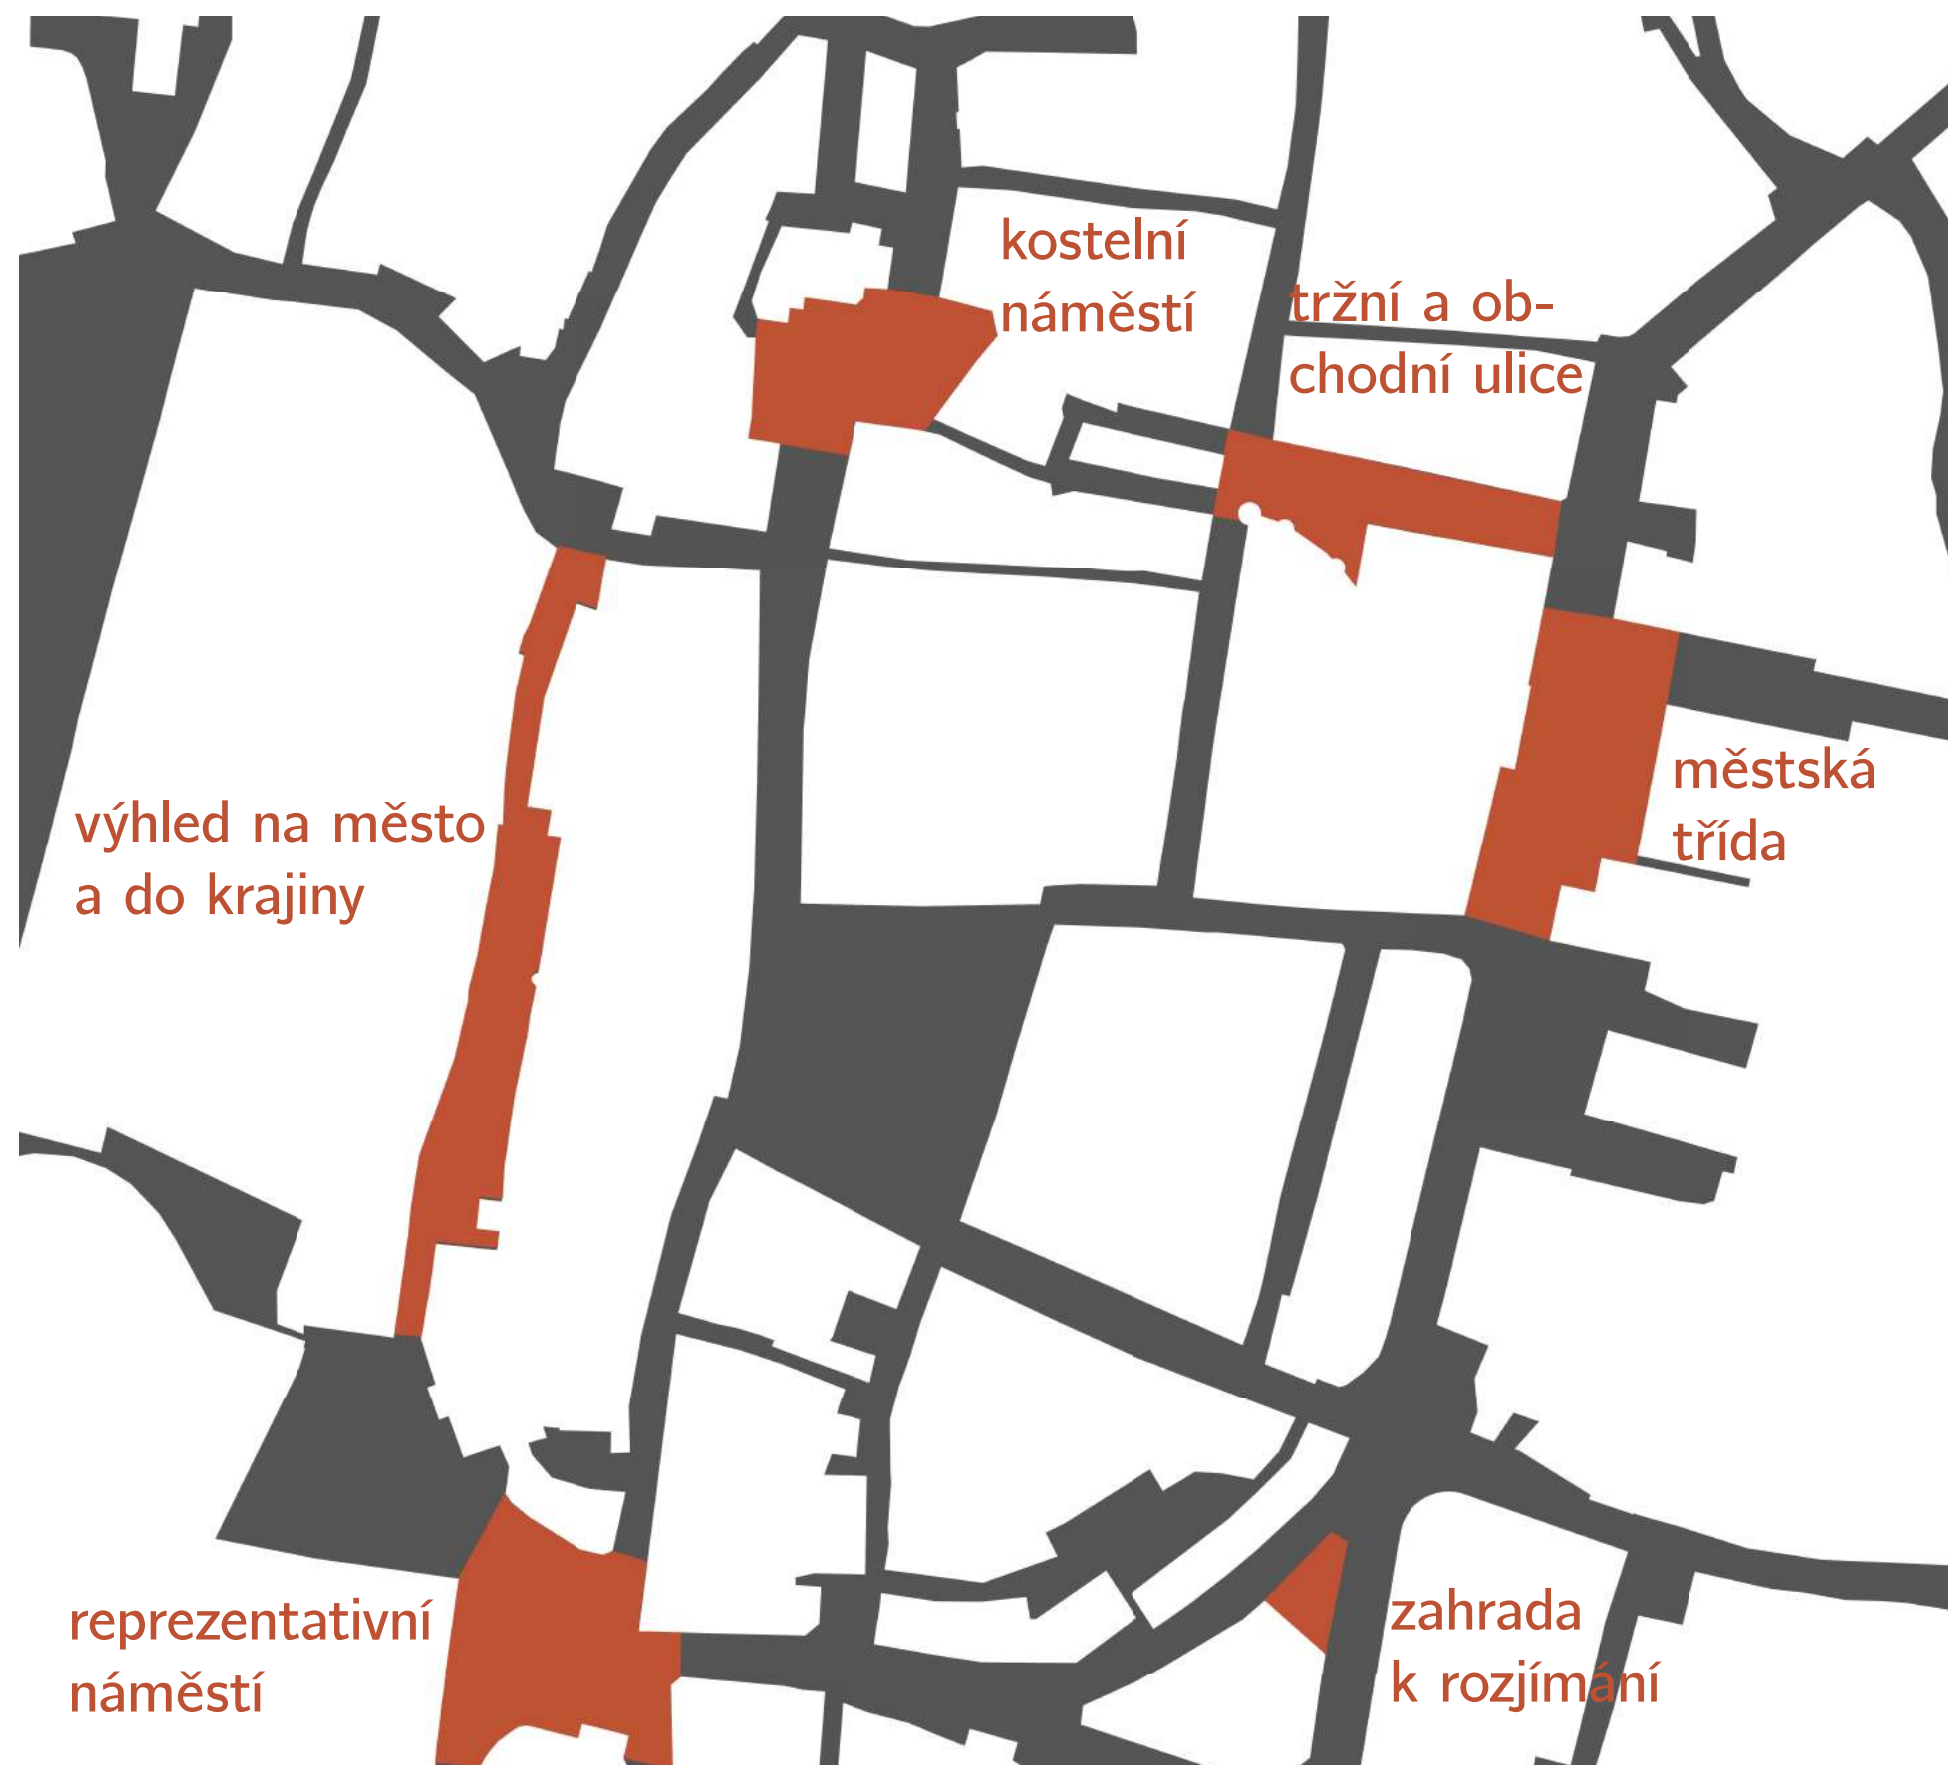 kostelní
náměstí
tržní a ob-
chodní ulice
městská
třída
výhled na město
a do krajiny
reprezentativní
náměstí
zahrada
k rozjímání